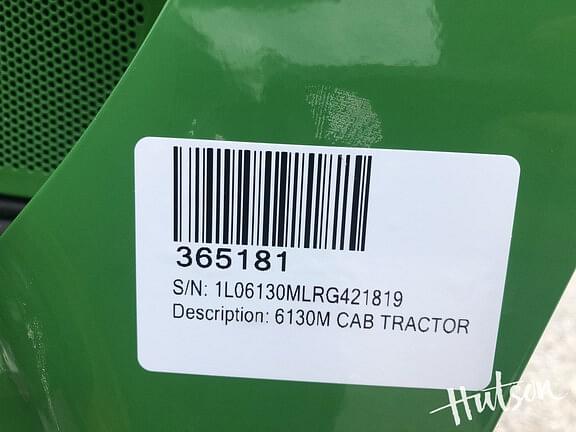 365181
S/N: 1L06130MLRG421819
Description: 6130M CAB TRACTOR
Hutson